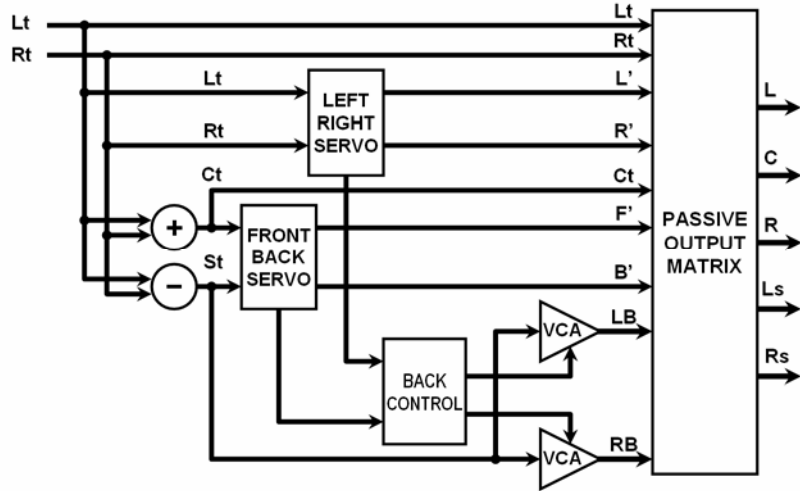 Lt
Lt
Rt
Rt
Lt
LEFT
RIGHT
SERVO
L’
L
Rt
R’
C
Ct
Ct
+
FRONT
BACK
SERVO
F’
PASSIVE
OUTPUT
MATRIX
R
St
−
B’
Ls
VCA
LB
Rs
BACK
CONTROL
VCA
RB